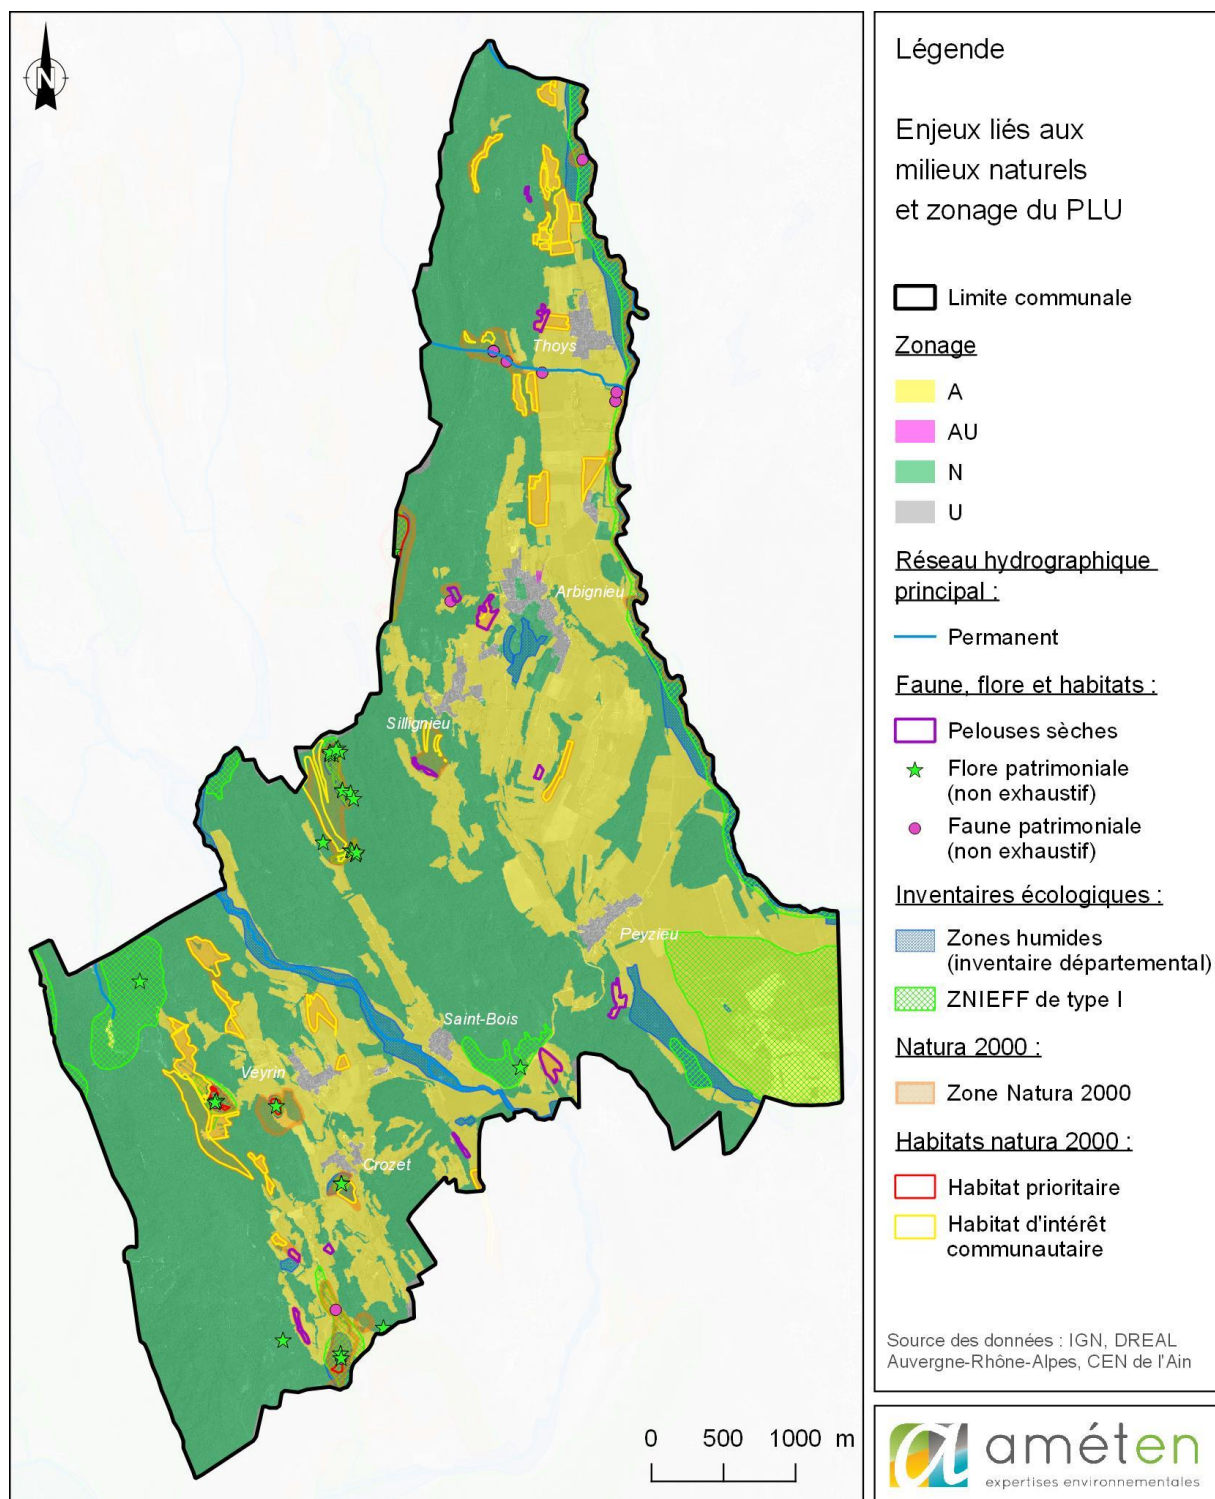 N
Thoys
Arbignieu
Sillignieu
Peyzieu
Saint-Bois
Veyrin
Crozet
0 500 1000 m
Légende
Enjeux liés aux
milieux naturels
et zonage du PLU
Limite communale
Zonage
A
AU
N
U
Réseau hydrographique
principal :
Permanent
Faune, flore et habitats :
Pelouses sèches
Flore patrimoniale
(non exhaustif)
Faune patrimoniale
(non exhaustif)
Inventaires écologiques :
Zones humides
(inventaire départemental)
ZNIEFF de type I
Natura 2000 :
Zone Natura 2000
Habitats natura 2000 :
Habitat prioritaire
Habitat d'intérêt
communautaire
Source des données : IGN, DREAL
Auvergne-Rhône-Alpes, CEN de l'Ain
a améten
expertises environnementales